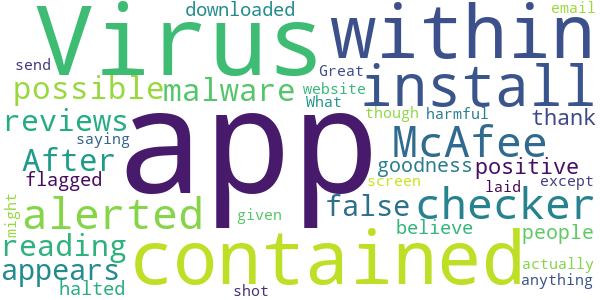 downloaded email
Virus within
send Great install
possible malware website
What though harmful thank
reviews app McAfee
saying After goodness positive
flagged screen laid except
might alerted given false checker
believe people
reading contained actually
appears anything
halted shot